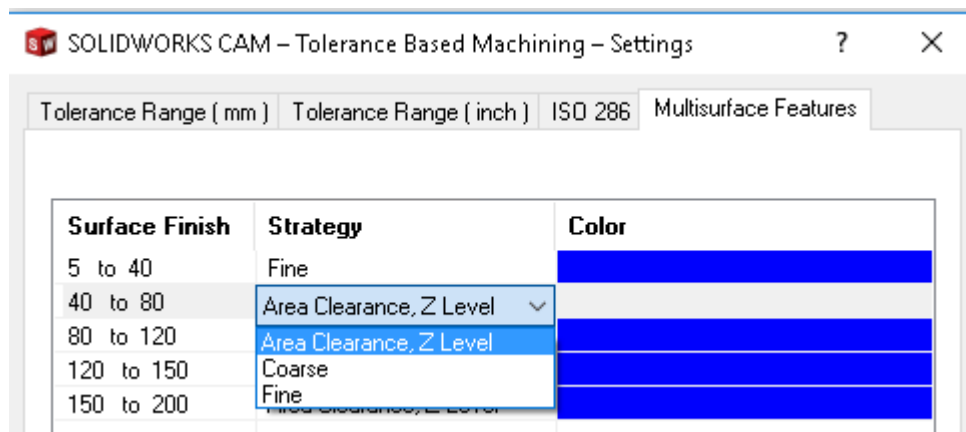 SW SOLIDWORKS CAM – Tolerance Based Machining – Settings ? ×
Tolerance Range ( mm ) Tolerance Range ( inch ) ISO 286 Multisurface Features
Surface Finish Strategy Color
5 to 40 Fine
40 to 80 Area Clearance, Z Level
80 to 120 Area Clearance, Z Level
120 to 150 Coarse
150 to 200 Fine